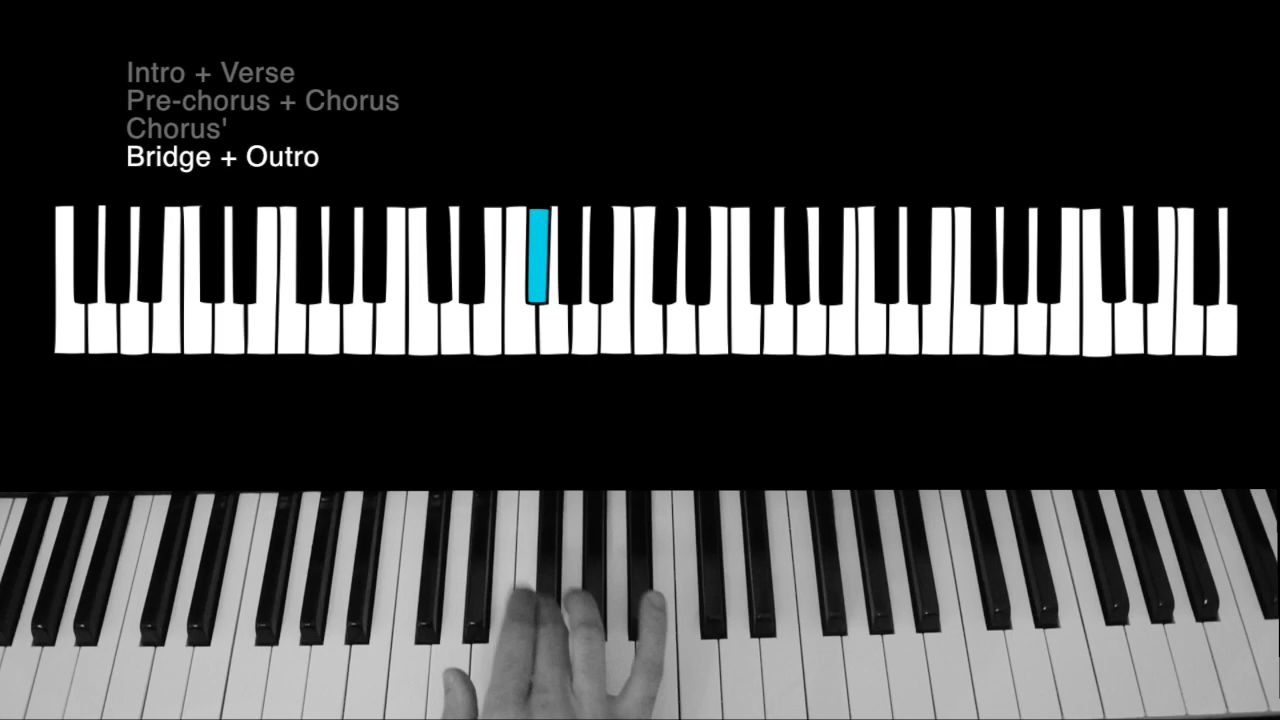 Intro + Verse
Pre-chorus + Chorus
Chorus'
Bridge + Outro